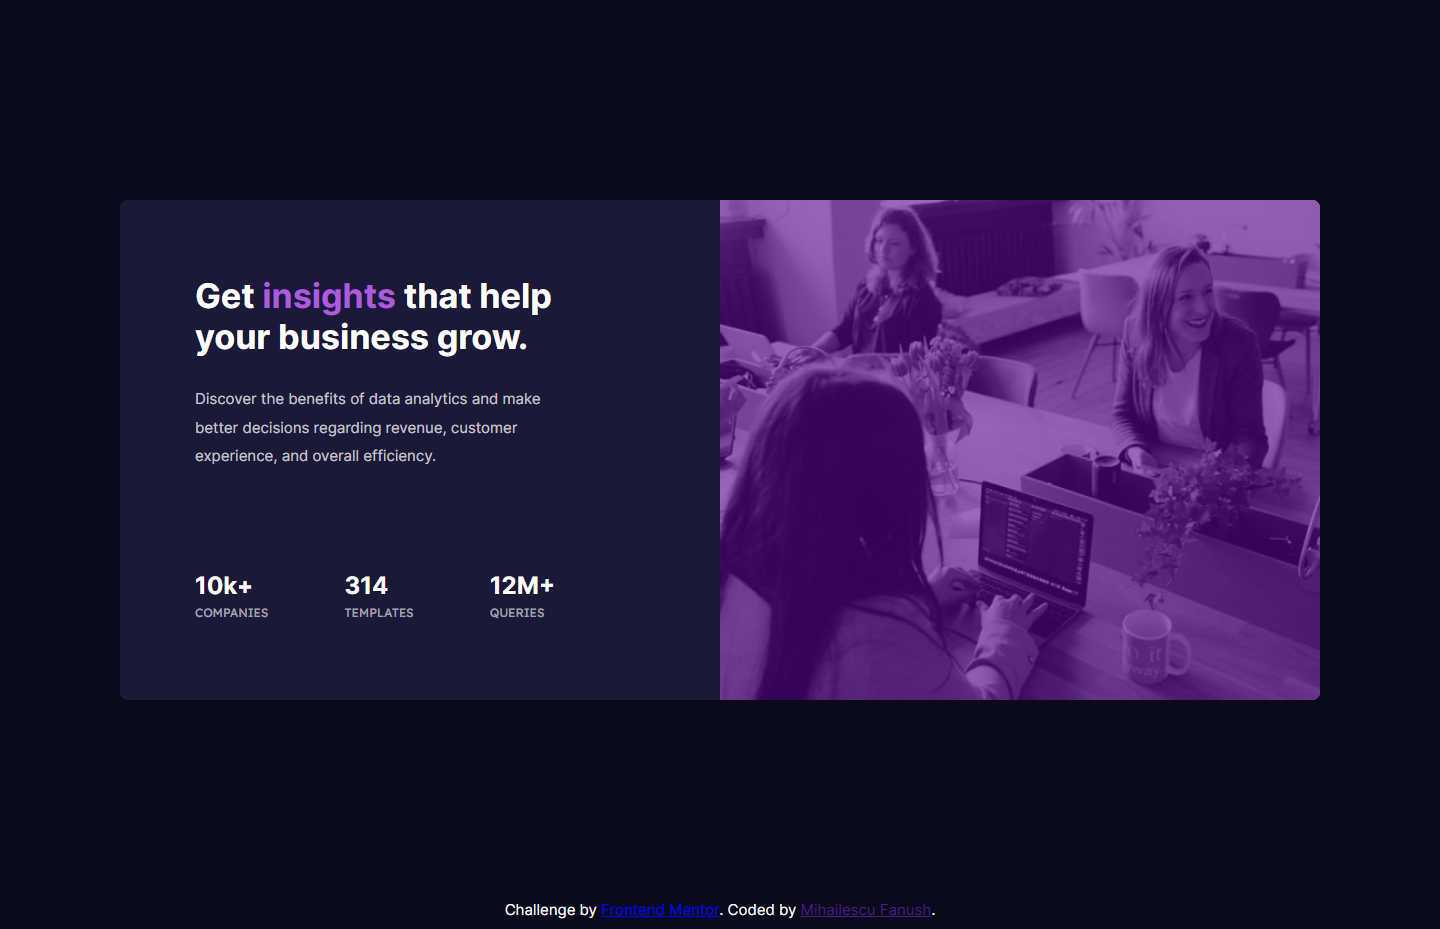 Get insights that help
your business grow.
Discover the benefits of data analytics and make
better decisions regarding revenue, customer
experience, and overall efficiency.
10k+ 314 12M+
COMPANIES TEMPLATES QUERIES
Challenge by Frontend Mentor. Coded by Mihailescu Fanush.